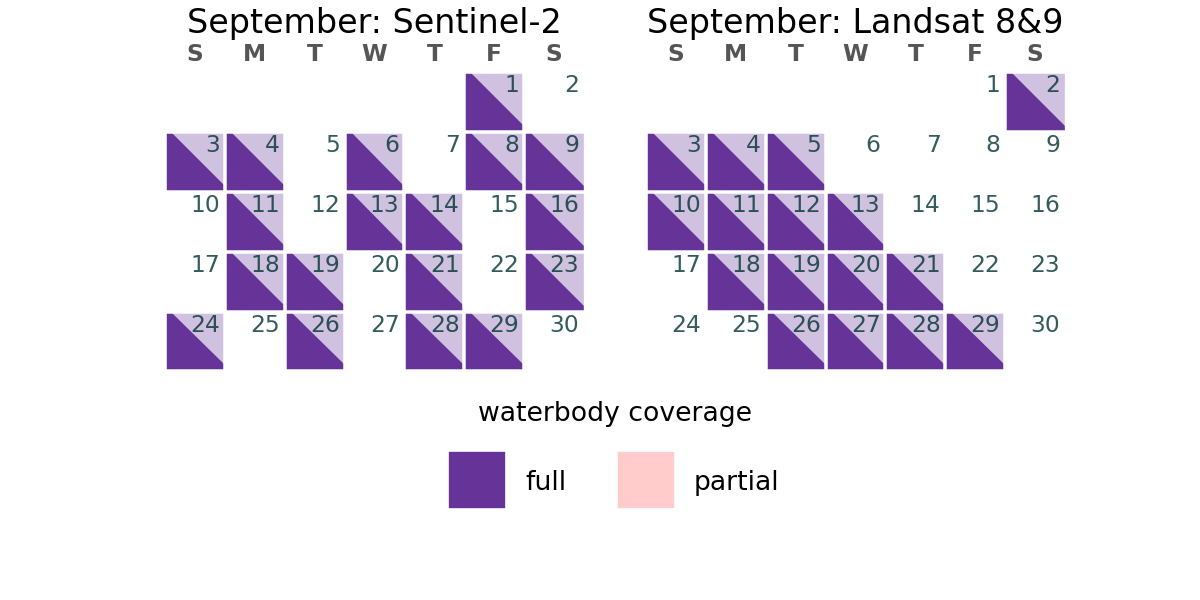 September: Sentinel-2
S M T W T F S
1 2
3 4 5 6 7 8 9
10 11 12 13 14 15 16
17 18 19 20 21 22 23
24 25 26 27 28 29 30
September: Landsat 8&9
S M T W T F S
1 2
3 4 5 6 7 8 9
10 11 12 13 14 15 16
17 18 19 20 21 22 23
24 25 26 27 28 29 30
waterbody coverage
full partial